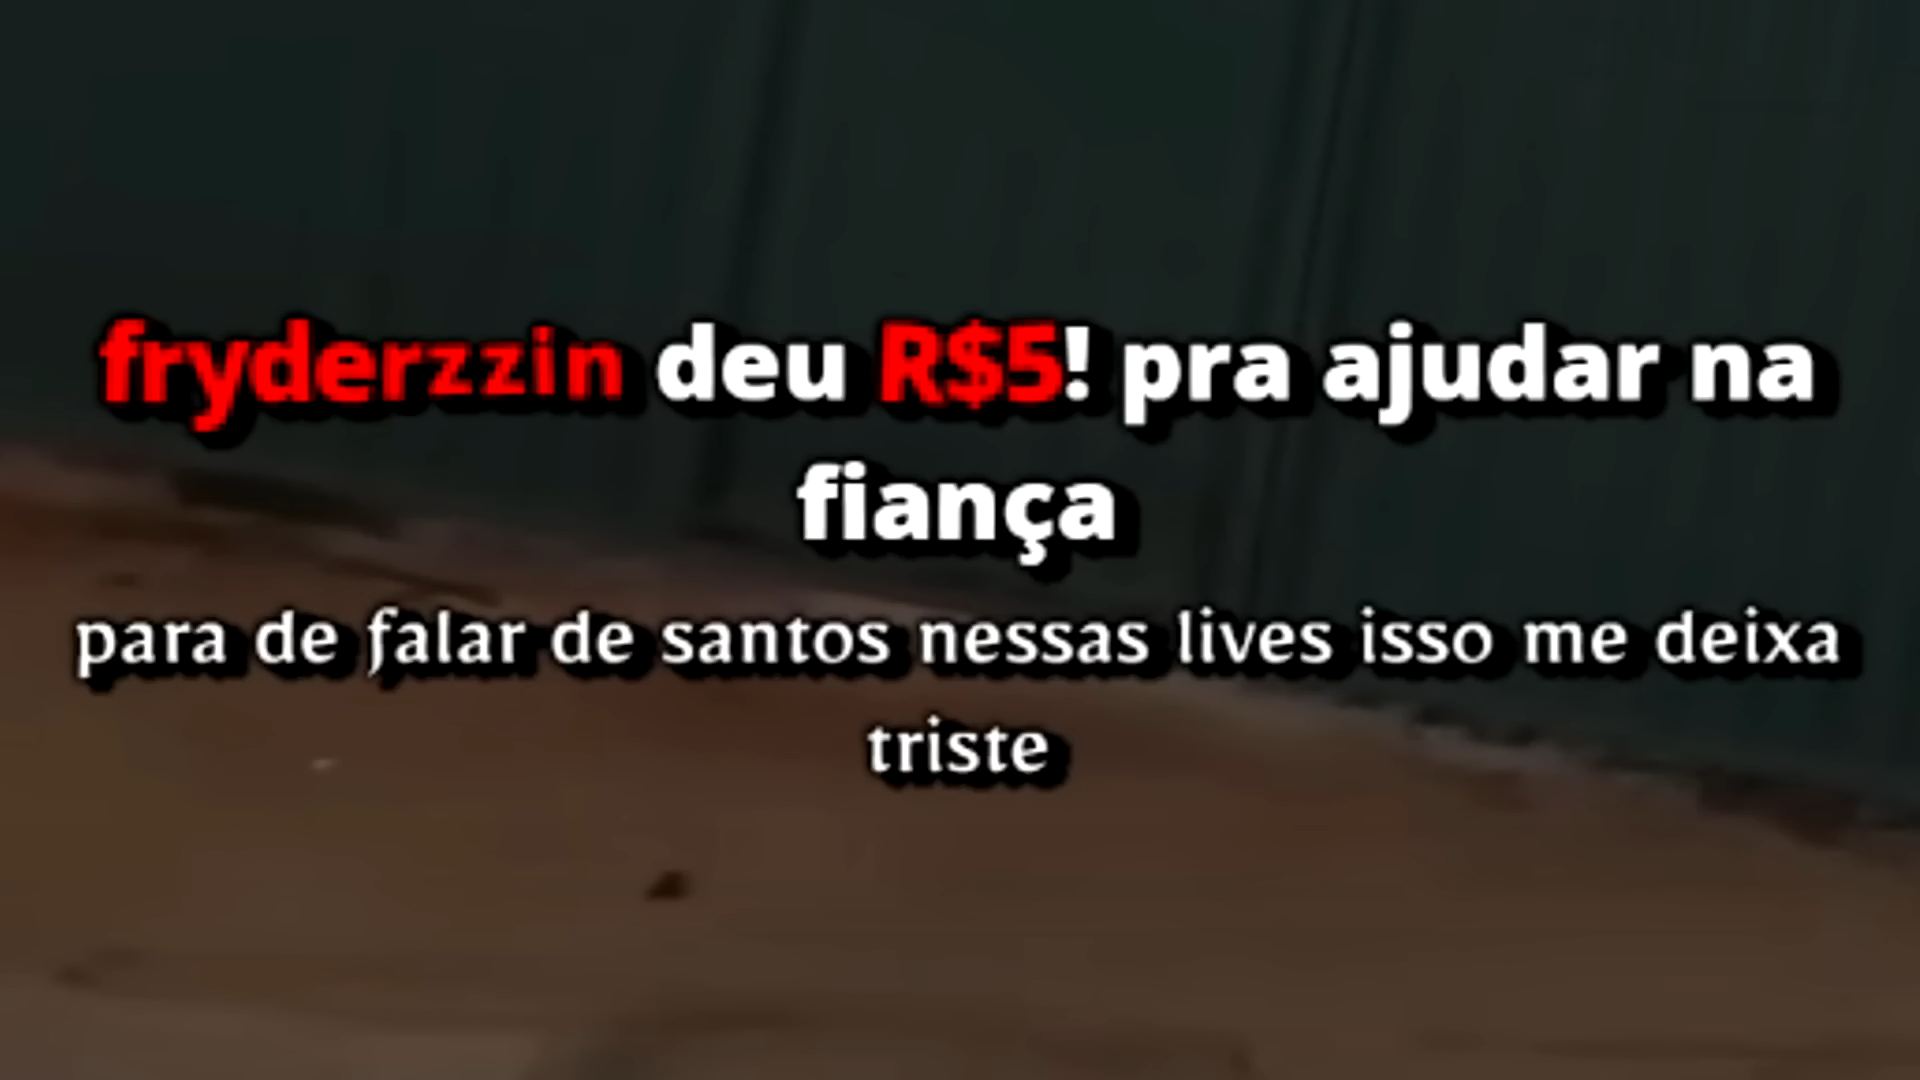 fryderzzin deu R$5! pra ajudar na
fiança
para de falar de santos nessas lives isso me deixa
triste